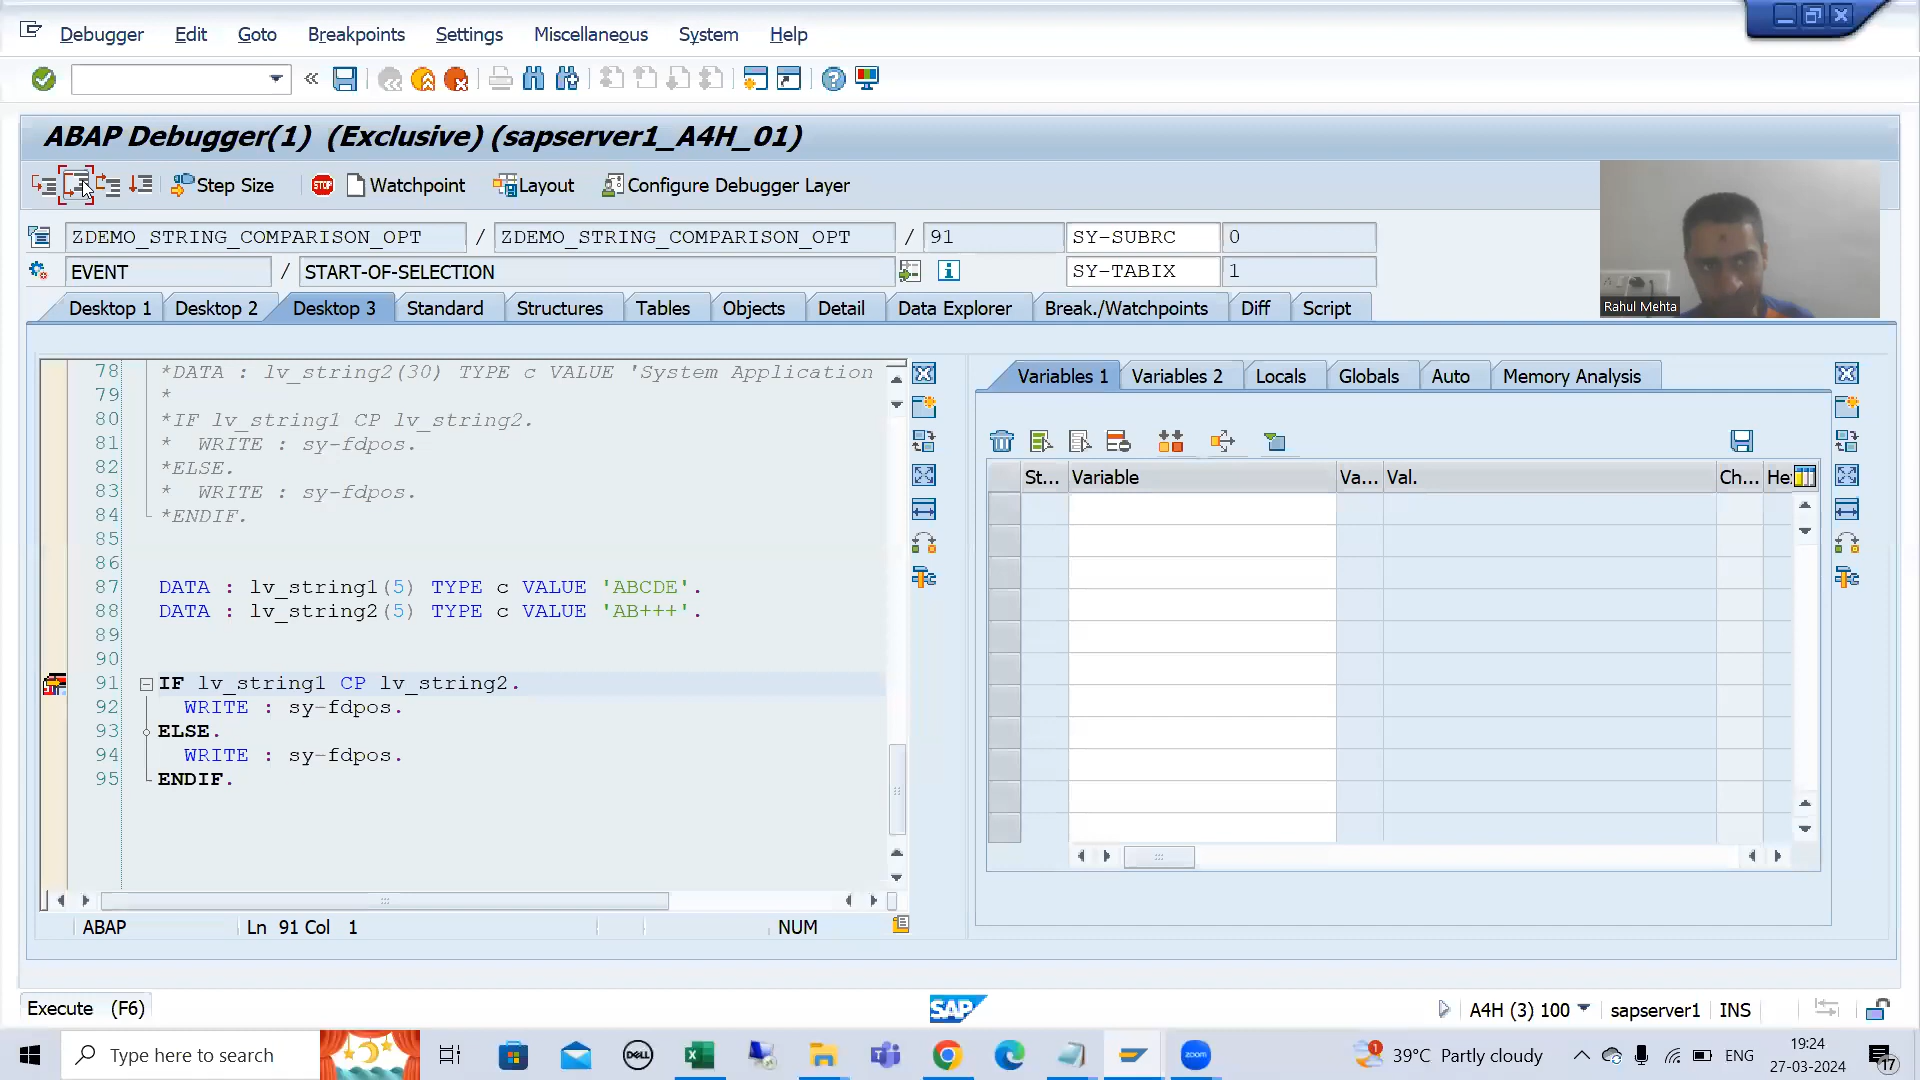 Debugger Edit Goto Breakpoints Settings Miscellaneous System Help
ABAP Debugger(1) (Exclusive) (sapserver1_A4H_01)
Step Size STOP Watchpoint Layout Configure Debugger Layer
ZDEMO_STRING_COMPARISON_OPT / ZDEMO_STRING_COMPARISON_OPT / 91 SY-SUBRC 0
EVENT / START-OF-SELECTION SY-TABIX 1
Rahul Mehta
Desktop 1 Desktop 2 Desktop 3 Standard Structures Tables Objects Detail Data Explorer Break./Watchpoints Diff Script
Variables 1 Variables 2 Locals Globals Auto Memory Analysis
St... Variable Va... Val. Ch... Hex
78 *DATA : lv_string2(30) TYPE c VALUE 'System Application
79 *
80 *IF lv_string1 CP lv_string2.
81 * WRITE : sy-fdpos.
82 *ELSE.
83 * WRITE : sy-fdpos.
84 *ENDIF.
85
86
87 DATA : lv_string1(5) TYPE c VALUE 'ABCDE'.
88 DATA : lv_string2(5) TYPE c VALUE 'AB+++'.
89
90
91 IF lv_string1 CP lv_string2.
92 WRITE : sy-fdpos.
93 ELSE.
94 WRITE : sy-fdpos.
95 ENDIF.
ABAP Ln 91 Col 1 NUM
Execute (F6) SAP A4H (3) 100 sapserver1 INS
Type here to search DELL zoom 1 39°C Partly cloudy ENG 19:24
27-03-2024 17